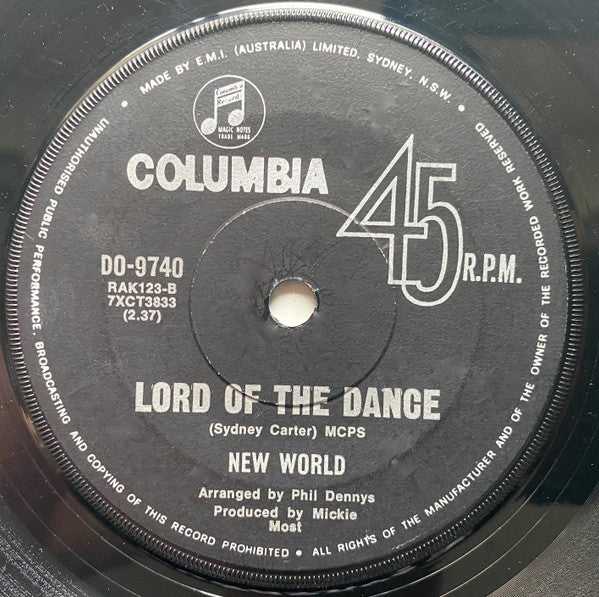 • MADE BY E.M.I. (AUSTRALIA) LIMITED, SYDNEY, N.S.W. •
Columbia
Record
MAGIC NOTES
TRADE MARK
COLUMBIA
45 R.P.M.
DO-9740
RAK123-B
7XCT3833
(2.37)
LORD OF THE DANCE
(Sydney Carter) MCPS
NEW WORLD
Arranged by Phil Dennys
Produced by Mickie
Most
UNAUTHORISED PUBLIC PERFORMANCE, BROADCASTING AND COPYING OF THIS RECORD PROHIBITED • ALL RIGHTS OF THE MANUFACTURER AND OF THE OWNER OF THE RECORDED WORK RESERVED